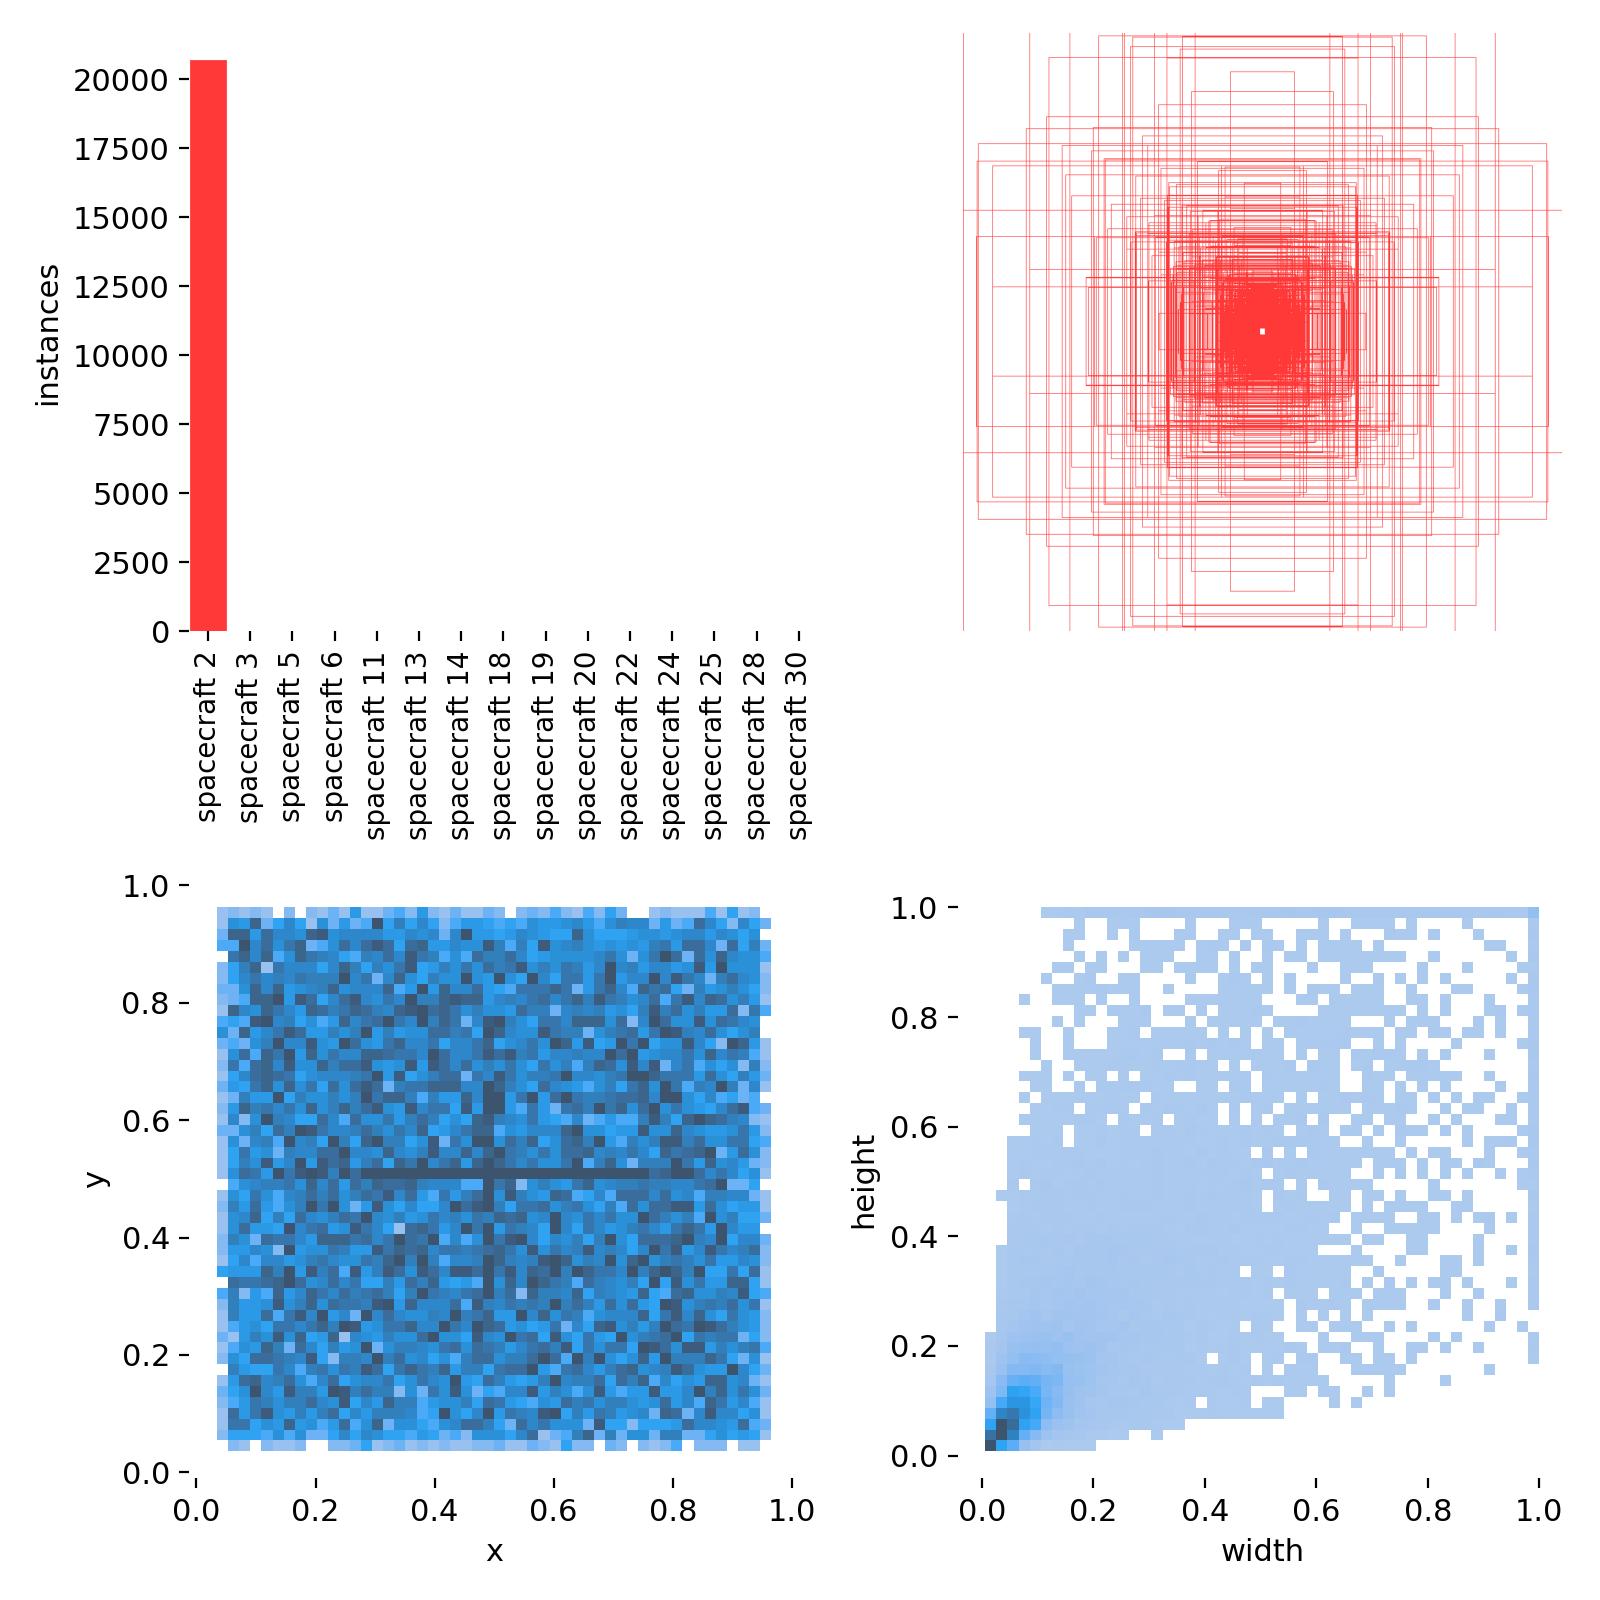 instances
20000
17500
15000
12500
10000
7500
5000
2500
0
spacecraft 2
spacecraft 3
spacecraft 5
spacecraft 6
spacecraft 11
spacecraft 13
spacecraft 14
spacecraft 18
spacecraft 19
spacecraft 20
spacecraft 22
spacecraft 24
spacecraft 25
spacecraft 28
spacecraft 30
y
1.0
0.8
0.6
0.4
0.2
0.0
0.0 0.2 0.4 0.6 0.8 1.0
x
height
1.0
0.8
0.6
0.4
0.2
0.0
0.0 0.2 0.4 0.6 0.8 1.0
width